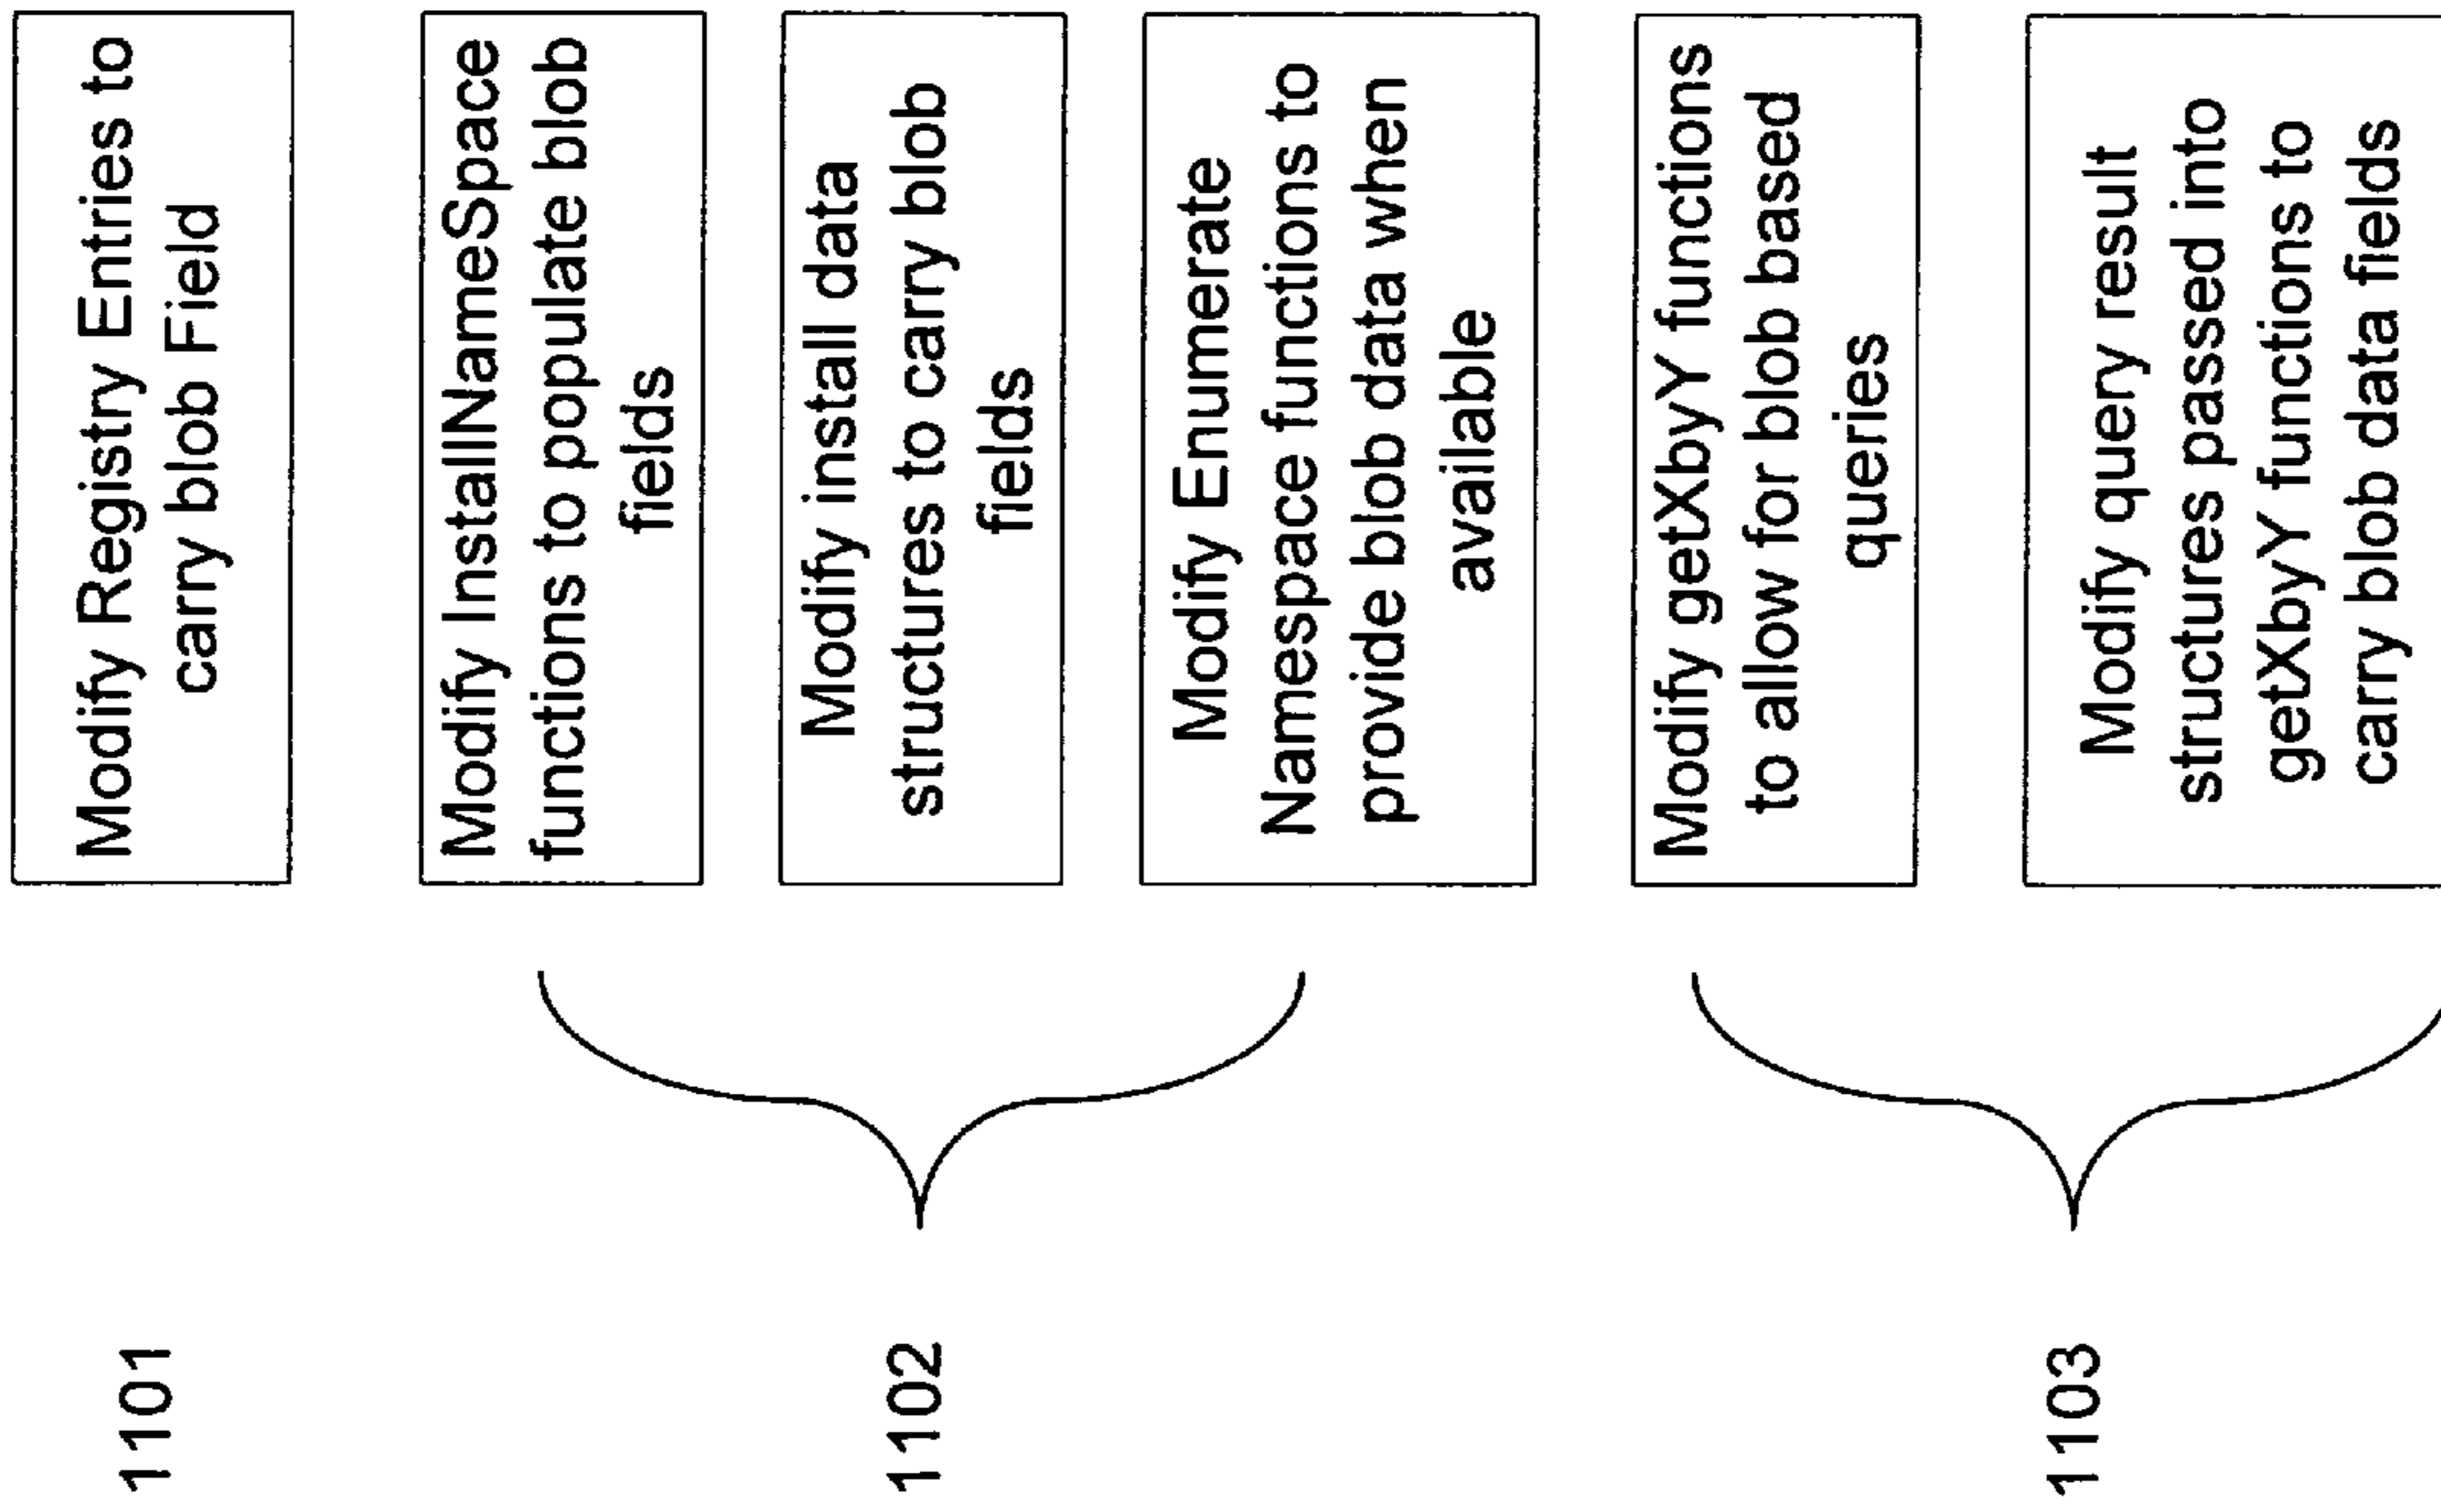 1101
Modify Registry Entries to
carry blob Field
1102
Modify InstallNameSpace
functions to populate blob
fields
Modify install data
structures to carry blob
fields
Modify Enumerate
Namespace functions to
provide blob data when
available
1103
Modify getXbyY functions
to allow for blob based
queries
Modify query result
structures passed into
getXbyY functions to
carry blob data fields